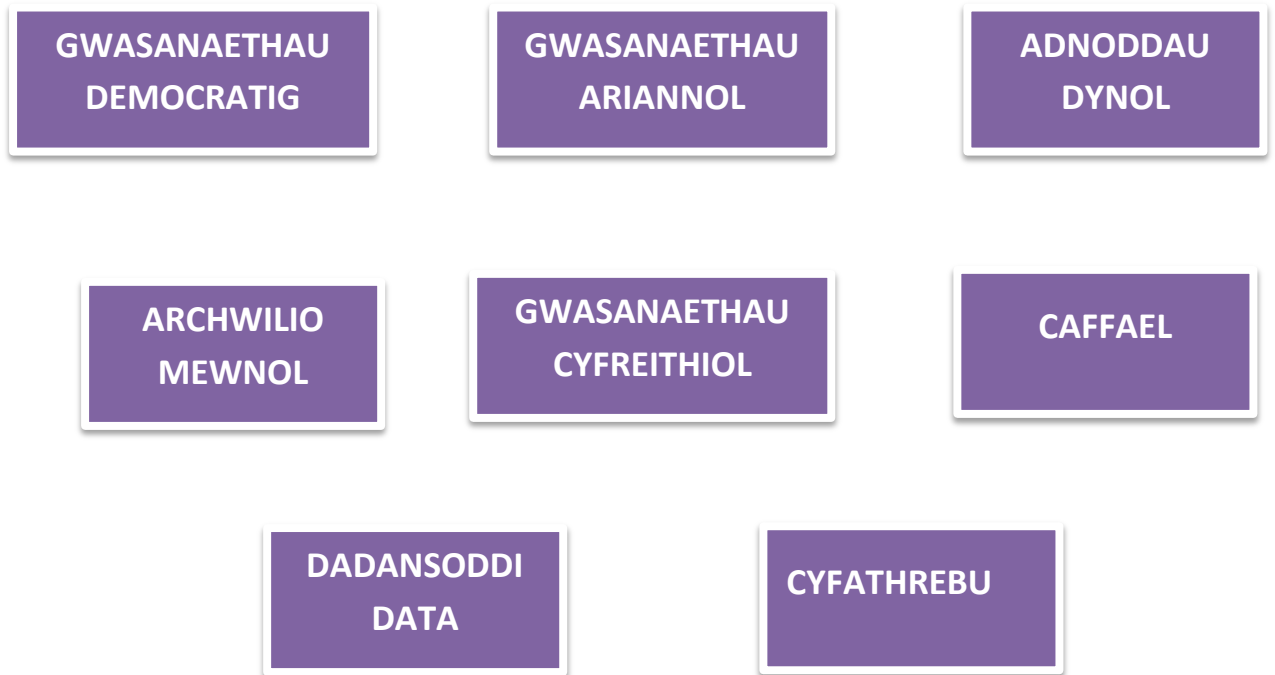 GWASANAETHAU
DEMOCRATIG
GWASANAETHAU
ARIANNOL
ADNODDAU
DYNOL
ARCHWILIO
MEWNOL
GWASANAETHAU
CYFREITHIOL
CAFFAEL
DADANSODDI
DATA
CYFATHREBU